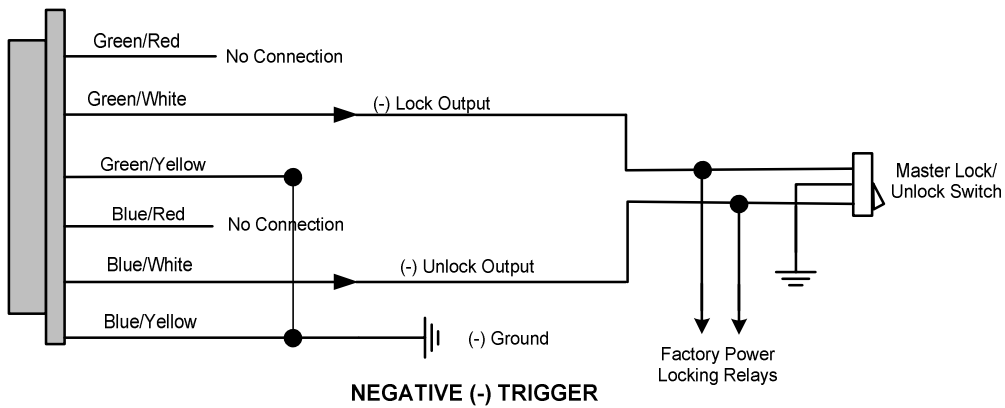 Green/Red
No Connection
Green/White
(-) Lock Output
Green/Yellow
Master Lock/
Unlock Switch
Blue/Red
No Connection
Blue/White
(-) Unlock Output
Blue/Yellow
(-) Ground
Factory Power
Locking Relays
NEGATIVE (-) TRIGGER